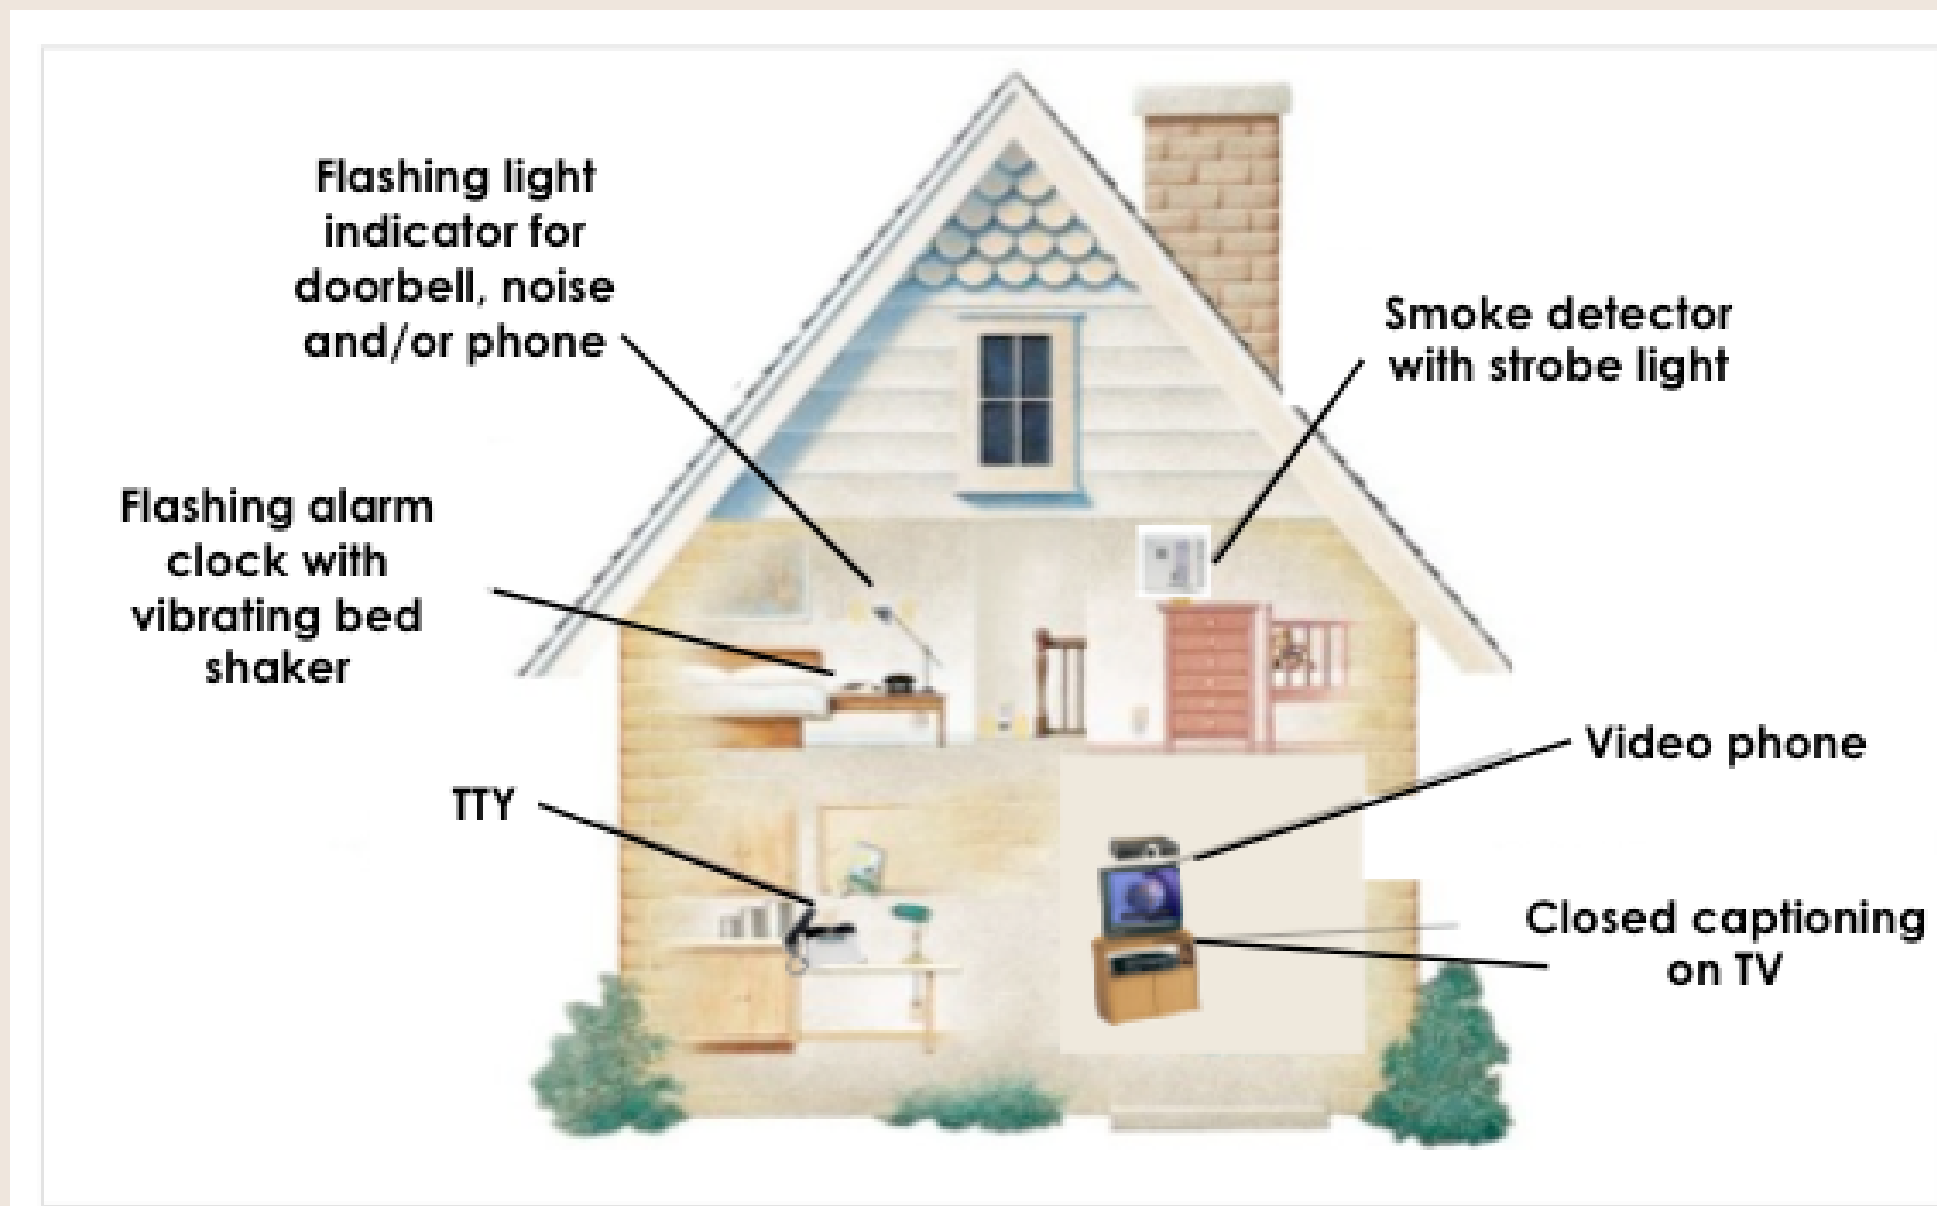 Flashing light
indicator for
doorbell, noise
and/or phone
Smoke detector
with strobe light
Flashing alarm
clock with
vibrating bed
shaker
Video phone
TTY
Closed captioning
on TV